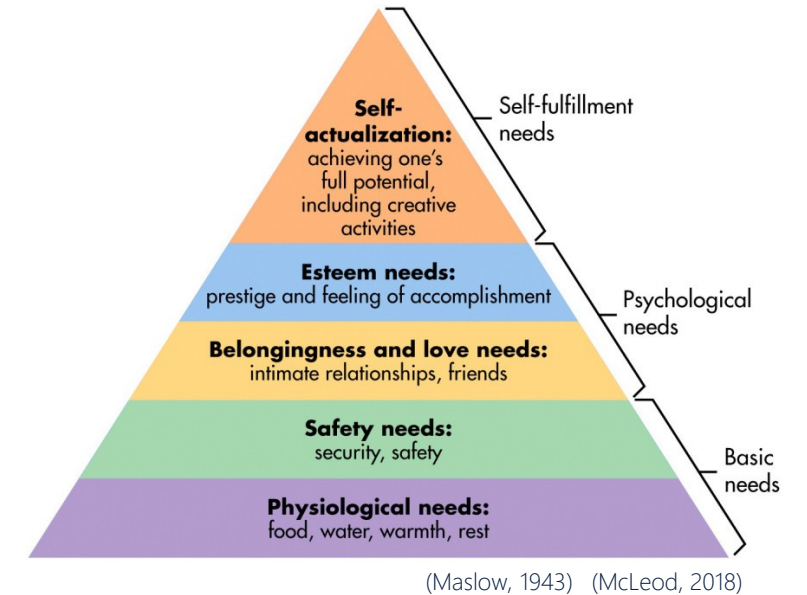 Self-
actualization:
achieving one's
full potential,
including creative
activities
Self-fulfillment
needs
Esteem needs:
prestige and feeling of accomplishment
Psychological
needs
Belongingness and love needs:
intimate relationships, friends
Safety needs:
security, safety
Basic
needs
Physiological needs:
food, water, warmth, rest
(Maslow, 1943) (McLeod, 2018)